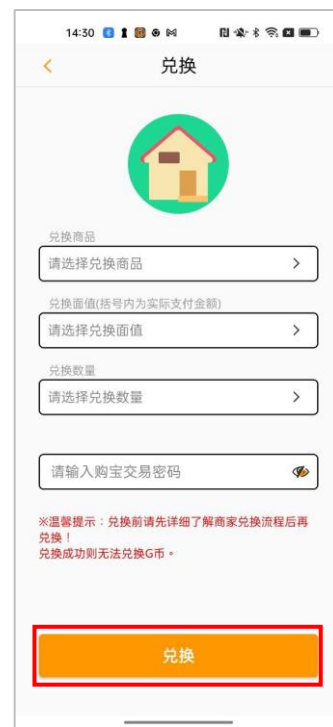 14:30
兑换
兑换商品
请选择兑换商品
兑换面值(括号内为实际支付金额)
请选择兑换面值
兑换数量
请选择兑换数量
请输入购宝交易密码
※温馨提示：兑换前请先详细了解商家兑换流程后再
兑换！
兑换成功则无法兑换G币。
兑换